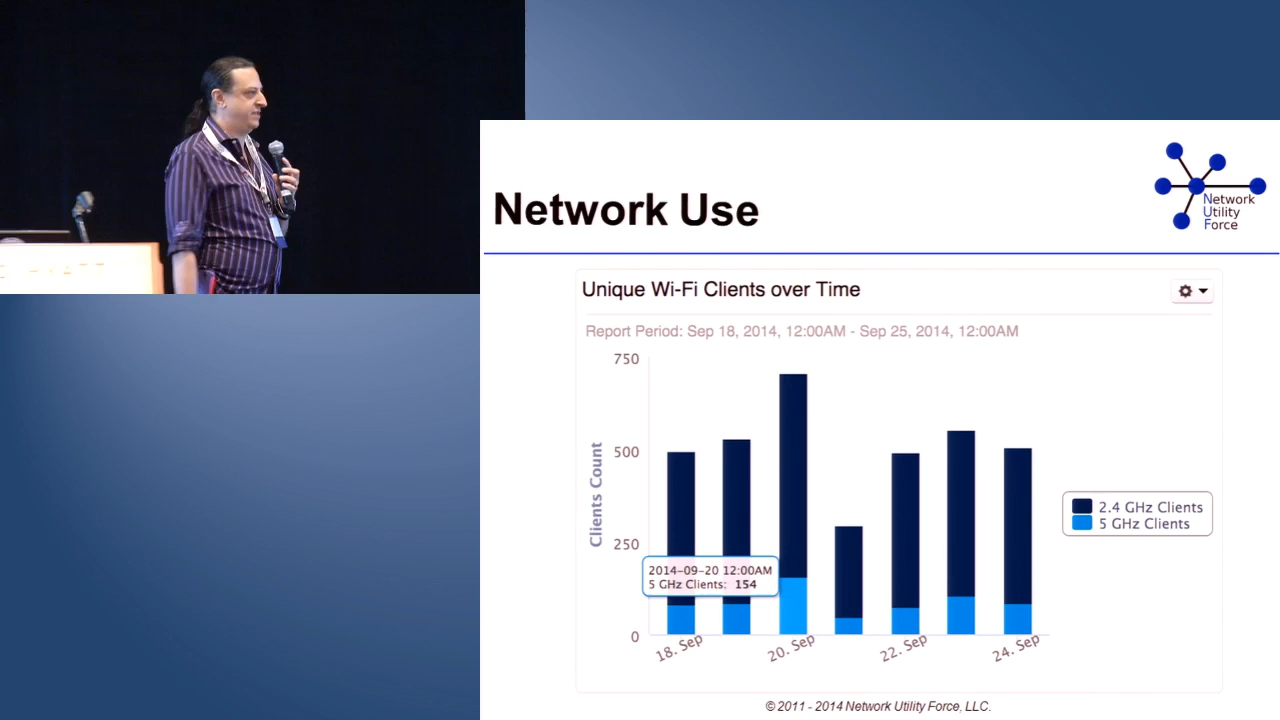 Network Use
Network
Utility
Force
Unique Wi-Fi Clients over Time
Report Period: Sep 18, 2014, 12:00AM - Sep 25, 2014, 12:00AM
750
500
250
0
Clients Count
2014-09-20 12:00AM
5 GHz Clients: 154
2.4 GHz Clients
5 GHz Clients
18. Sep
20. Sep
22. Sep
24. Sep
© 2011 - 2014 Network Utility Force, LLC.